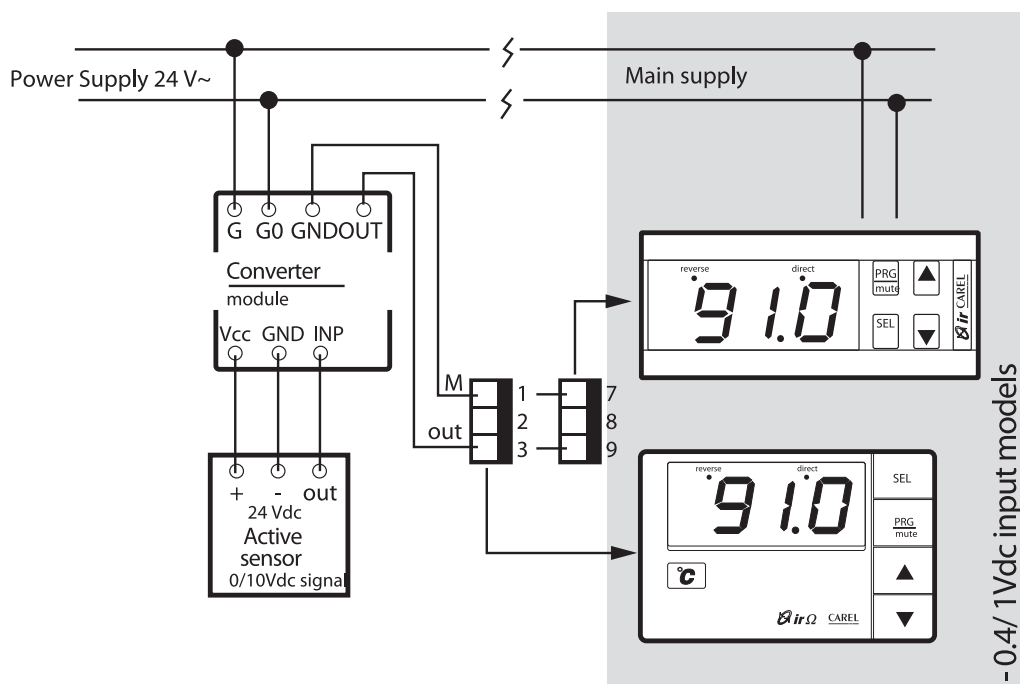 Power Supply 24 V~
Main supply
G G0 GNDOUT
Converter
module
Vcc GND INP
+ - out
24 Vdc
Active
sensor
0/10Vdc signal
M
out
1
2
3
7
8
9
reverse direct
91.0
PRG
mute
SEL
ir CAREL
reverse direct
91.0
SEL
PRG
mute
°C
irΩ CAREL
- 0.4/ 1Vdc input models